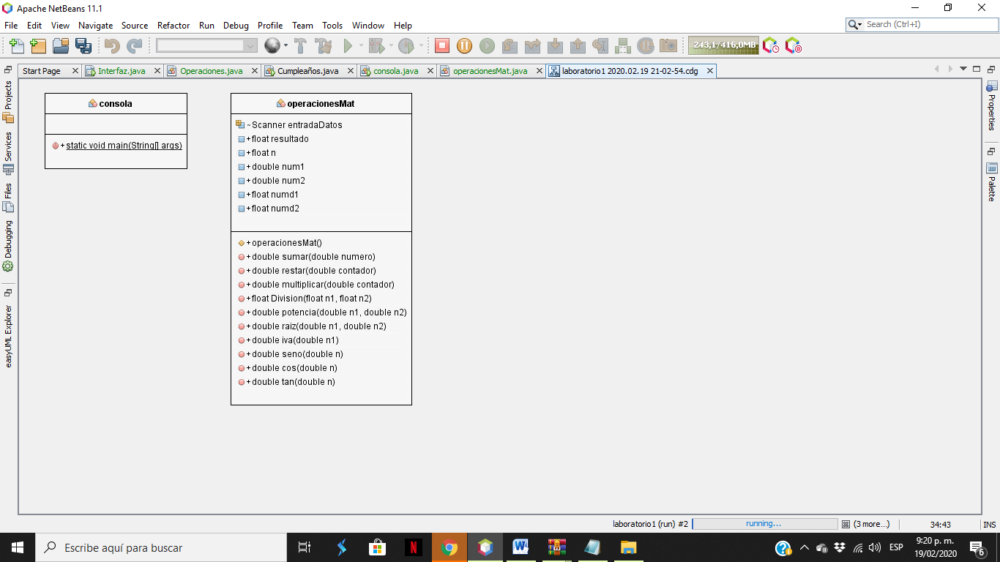 Apache NetBeans 11.1
File Edit View Navigate Source Refactor Run Debug Profile Team Tools Window Help
Search (Ctrl+I)
243,1/416,0MB
Start Page Interfaz.java Operaciones.java Cumpleaños.java consola.java operacionesMat.java laboratorio1 2020.02.19 21-02-54.cdg
Projects
Services
Files
Debugging
easyUML Explorer
consola
+static void main(String[] args)
operacionesMat
~Scanner entradaDatos
+float resultado
+float n
+double num1
+double num2
+float numd1
+float numd2
+operacionesMat()
+double sumar(double numero)
+double restar(double contador)
+double multiplicar(double contador)
+float Division(float n1, float n2)
+double potencia(double n1, double n2)
+double raiz(double n1, double n2)
+double iva(double n1)
+double seno(double n)
+double cos(double n)
+double tan(double n)
Properties
Palette
laboratorio1 (run) #2 running... (3 more...) 34:43 INS
Escribe aquí para buscar
N
W
?
ESP
9:20 p. m.
19/02/2020
6